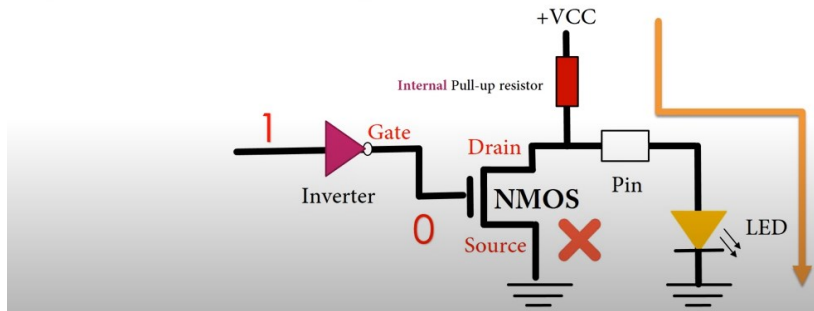 +VCC
Internal Pull-up resistor
1
Gate
Drain
Inverter
NMOS
Pin
0
Source
LED